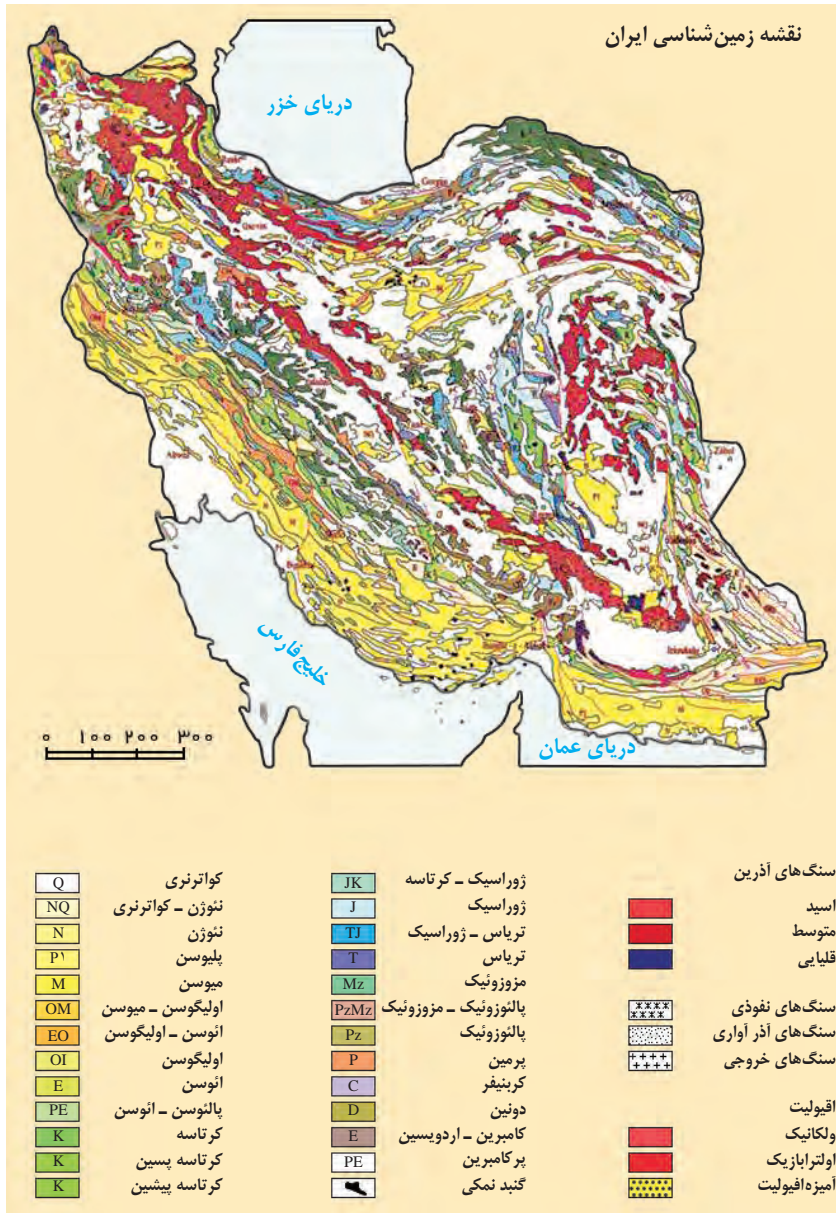 نقشه زمین‌شناسی ایران
دریای خزر
خلیج‌فارس
دریای عمان
۰ ۱۰۰ ۲۰۰ ۳۰۰
سنگ‌های آذرین
اسید
متوسط
قلیایی
سنگ‌های نفوذی
سنگ‌های آذر آواری
سنگ‌های خروجی
اقیولیت
ولکانیک
اولترابازیک
آمیزه‌افیولیت
ژوراسیک ـ کرتاسه JK
ژوراسیک J
تریاس ـ ژوراسیک TJ
تریاس T
مزوزوئیک Mz
پالئوزوئیک ـ مزوزوئیک PzMz
پالئوزوئیک Pz
پرمین P
کربنیفر C
دونین D
کامبرین ـ اردویسین E
پرکامبرین PE
گنبد نمکی
کواترنری Q
نئوژن ـ کواترنری NQ
نئوژن N
پلیوسن P۱
میوسن M
اولیگوسن ـ میوسن OM
ائوسن ـ اولیگوسن EO
اولیگوسن OI
ائوسن E
پالئوسن ـ ائوسن PE
کرتاسه K
کرتاسه پسین K
کرتاسه پیشین K